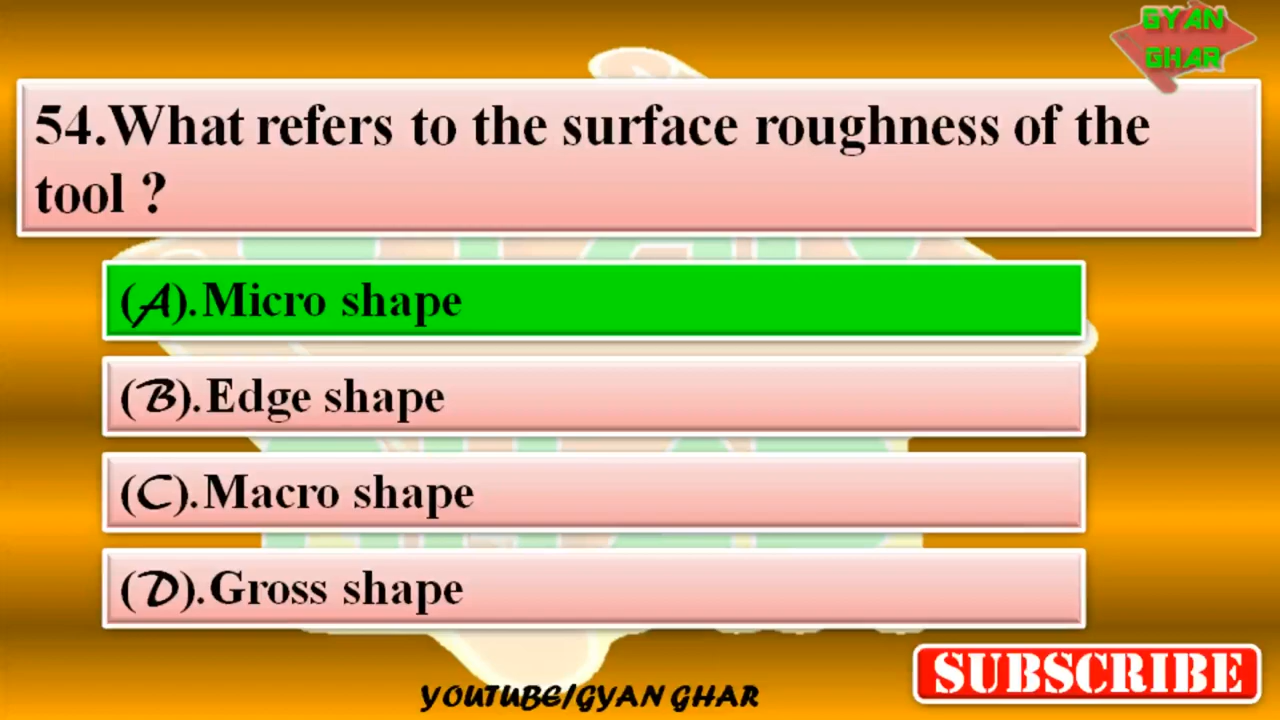 GYAN
GHAR
54.What refers to the surface roughness of the
tool ?
(A).Micro shape
(B).Edge shape
(C).Macro shape
(D).Gross shape
SUBSCRIBE
YOUTUBE/GYAN GHAR